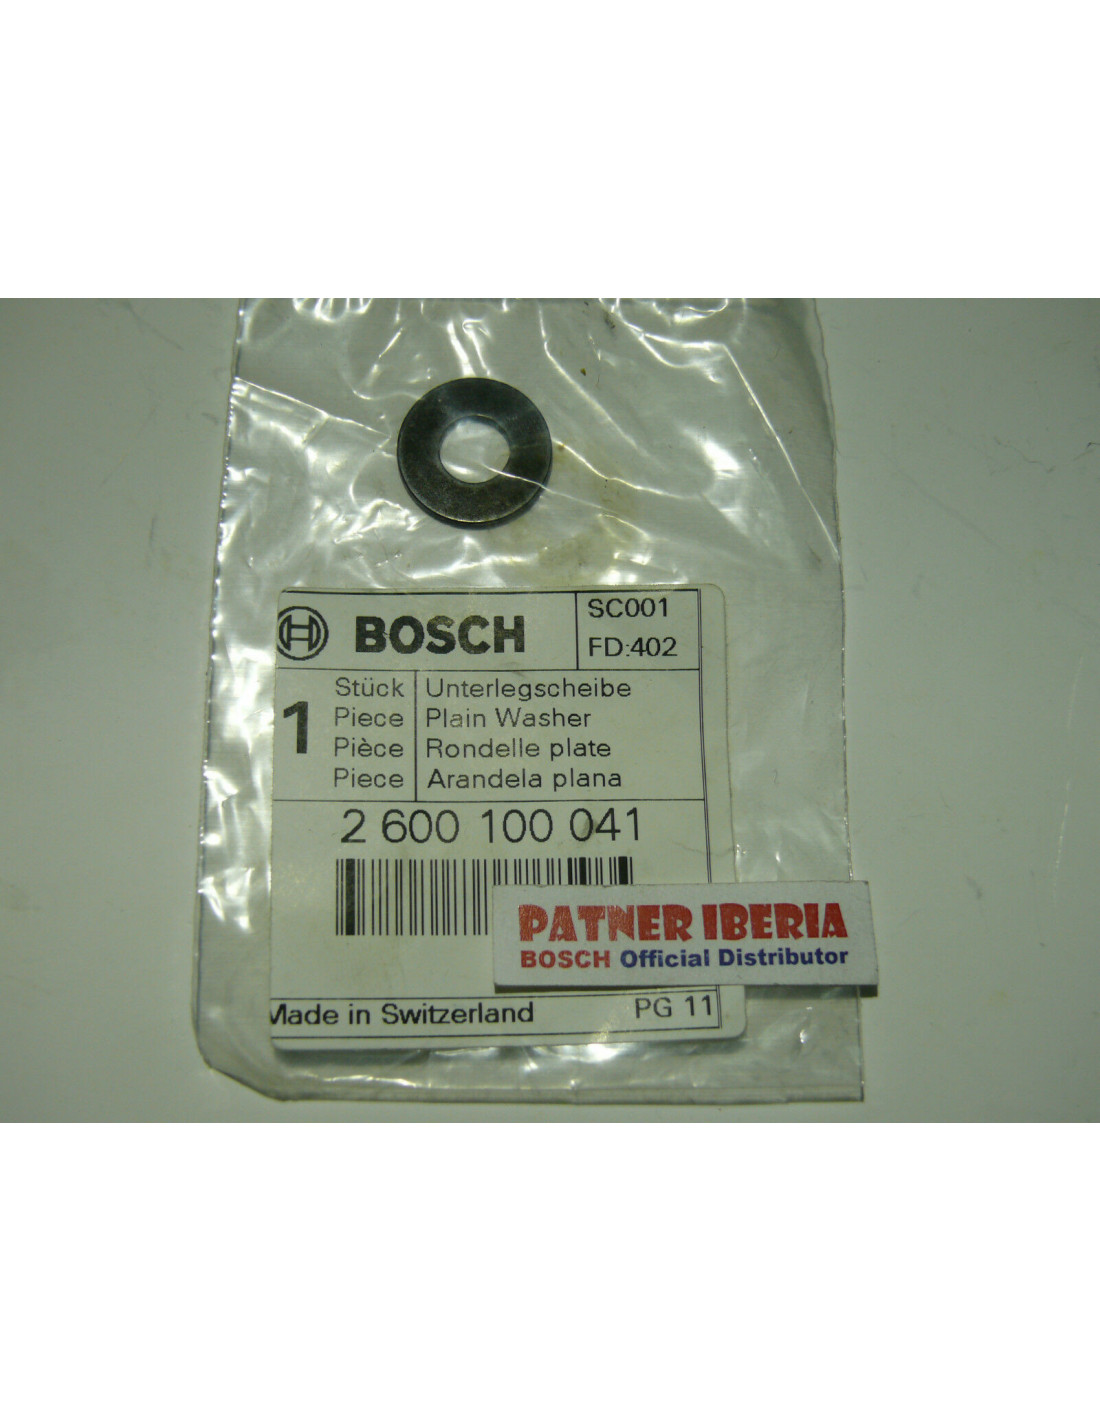 BOSCH
SC001
FD:402
1
Stück Unterlegscheibe
Piece Plain Washer
Pièce Rondelle plate
Piece Arandela plana
2 600 100 041
PATNER IBERIA
BOSCH Official Distributor
Made in Switzerland
PG 11